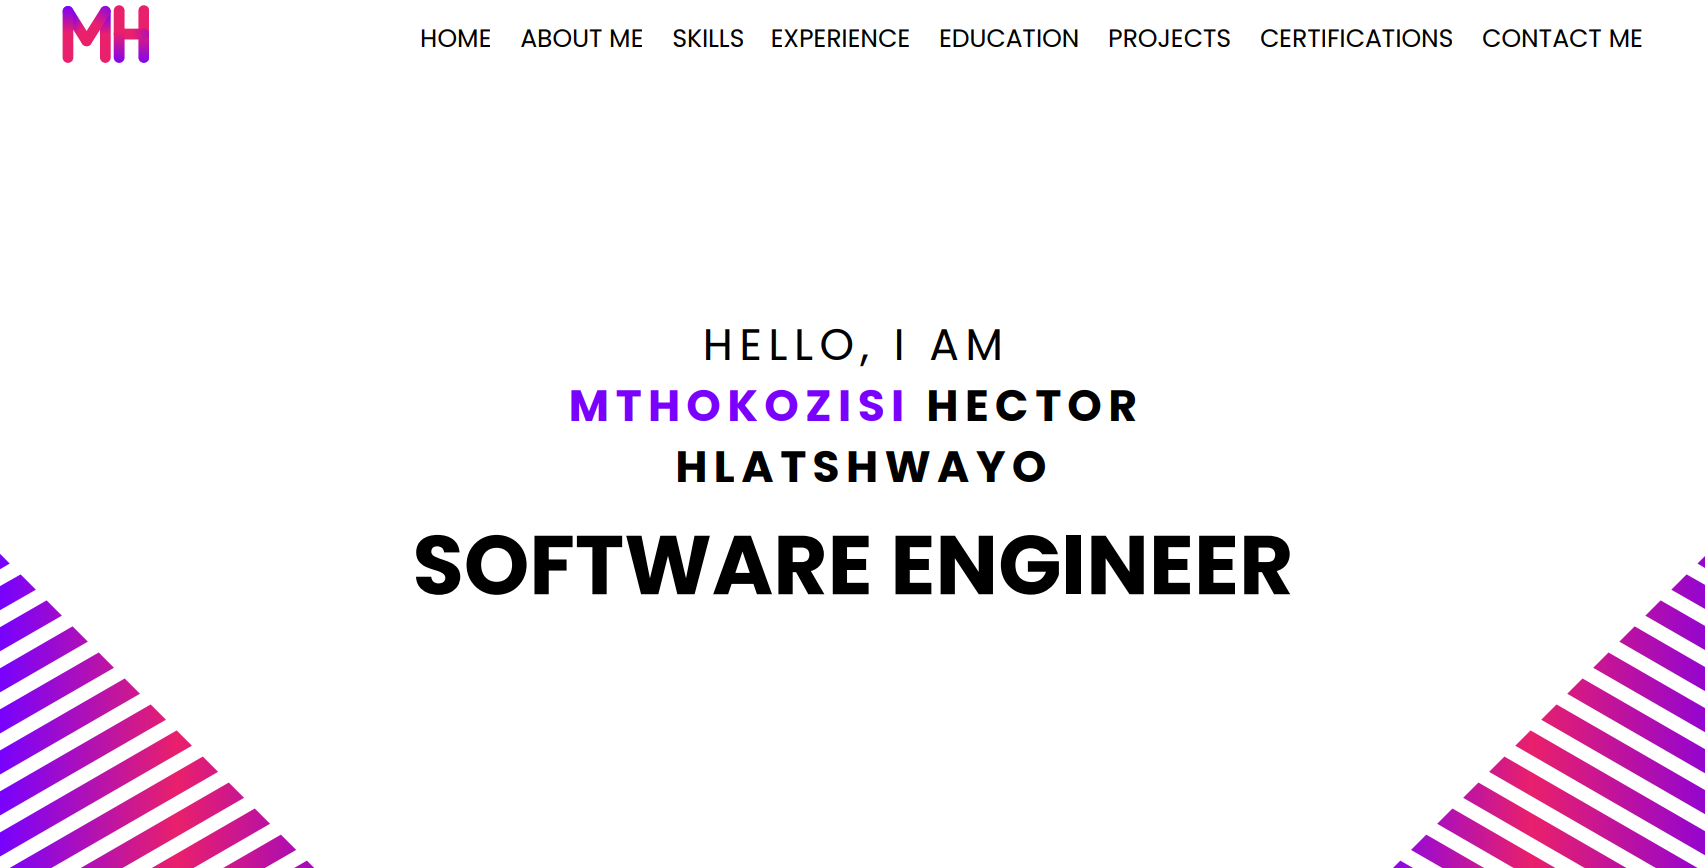 MH
HOME ABOUT ME SKILLS EXPERIENCE EDUCATION PROJECTS CERTIFICATIONS CONTACT ME
HELLO, I AM
MTHOKOZISI HECTOR
HLATSHWAYO
SOFTWARE ENGINEER